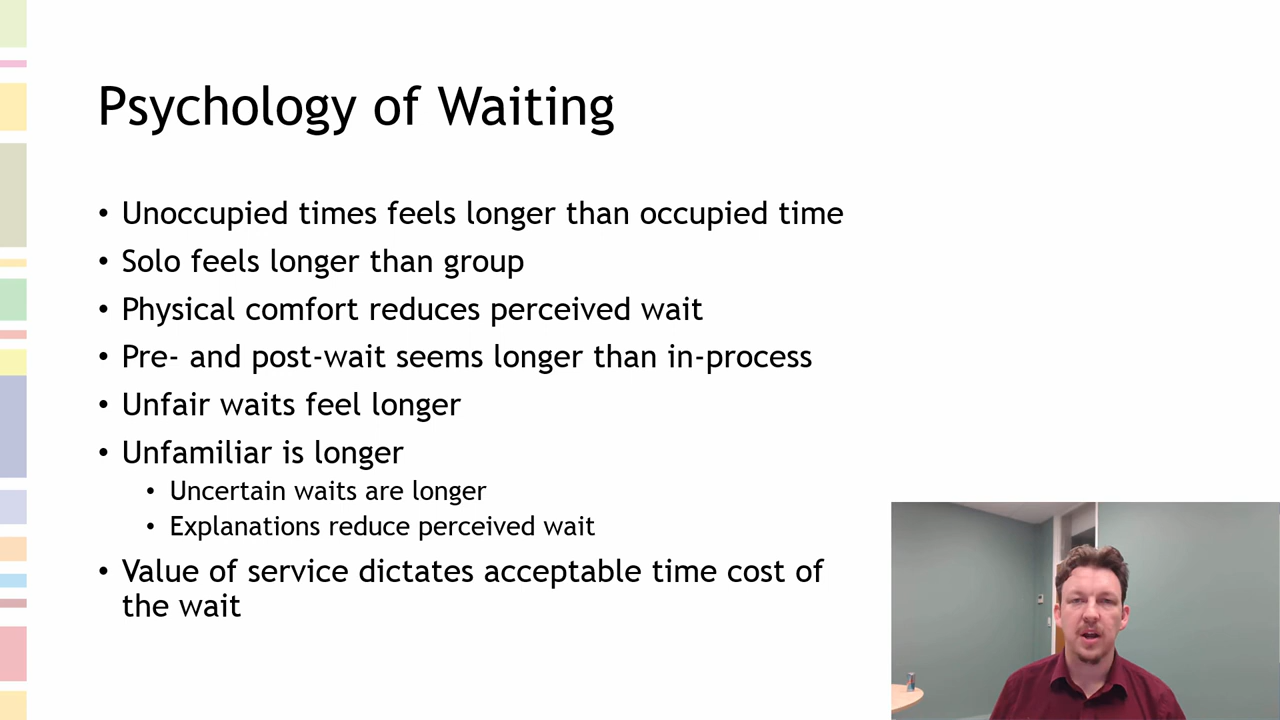 Psychology of Waiting
• Unoccupied times feels longer than occupied time
• Solo feels longer than group
• Physical comfort reduces perceived wait
• Pre- and post-wait seems longer than in-process
• Unfair waits feel longer
• Unfamiliar is longer
• Uncertain waits are longer
• Explanations reduce perceived wait
• Value of service dictates acceptable time cost of
the wait